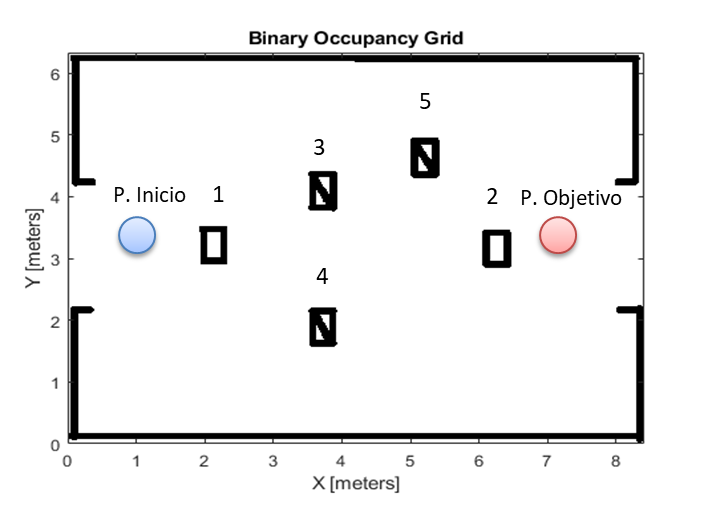 Binary Occupancy Grid
6
5
5
3
P. Inicio 1
2 P. Objetivo
4
3
4
2
1
0
Y [meters]
0 1 2 3 4 5 6 7 8
X [meters]